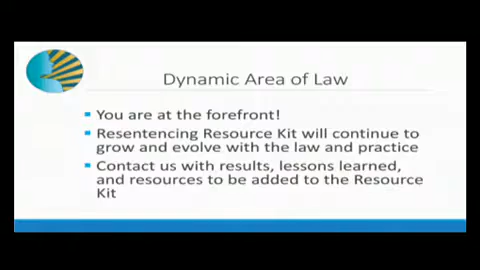 Dynamic Area of Law
You are at the forefront!
Resentencing Resource Kit will continue to
grow and evolve with the law and practice
Contact us with results, lessons learned,
and resources to be added to the Resource
Kit